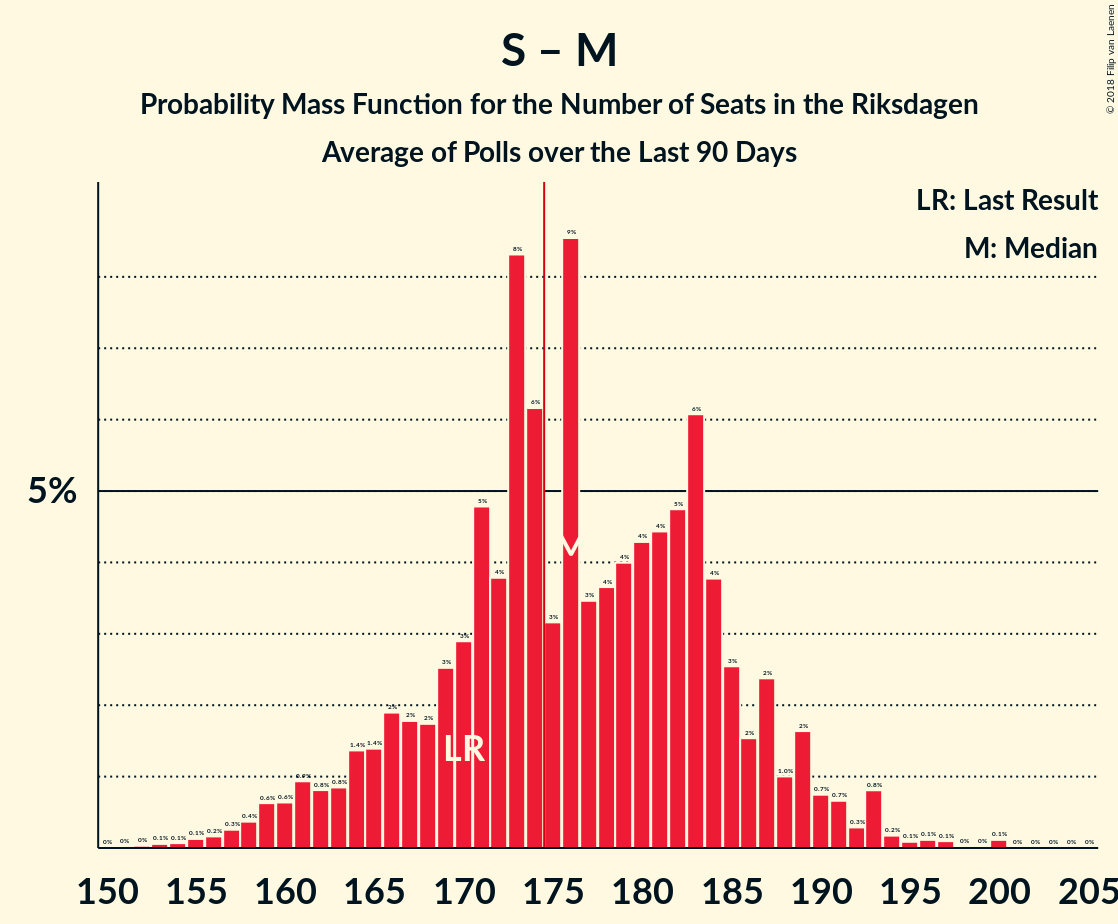 S – M
Probability Mass Function for the Number of Seats in the Riksdagen
Average of Polls over the Last 90 Days
© 2018 Filip van Laenen
LR: Last Result
M: Median
5%
0% 0% 0% 0.1% 0.1% 0.1% 0.2% 0.3% 0.4% 0.6% 0.6% 0.9% 0.8% 0.8% 1.4% 1.4% 2% 2% 2% 3% 3% 5% 4% 8% 6% 3% 9% 3% 4% 4% 4% 4% 5% 6% 4% 3% 2% 2% 1.0% 2% 0.7% 0.7% 0.3% 0.8% 0.2% 0.1% 0.1% 0.1% 0% 0% 0.1% 0% 0% 0% 0% 0%
M
LR
150 155 160 165 170 175 180 185 190 195 200 205